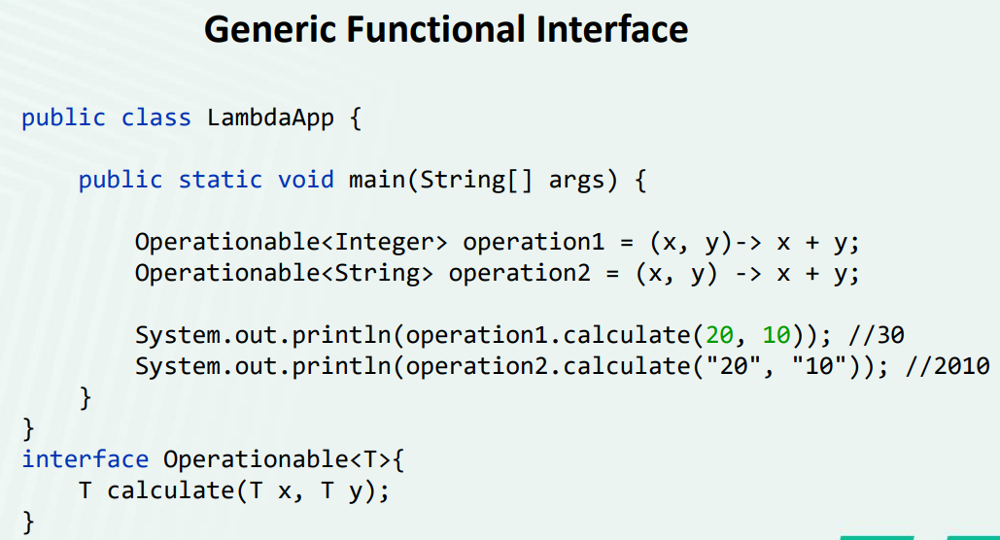 Generic Functional Interface
public class LambdaApp {
public static void main(String[] args) {
Operationable<Integer> operation1 = (x, y)-> x + y;
Operationable<String> operation2 = (x, y) -> x + y;
System.out.println(operation1.calculate(20, 10)); //30
System.out.println(operation2.calculate("20", "10")); //2010
}
}
interface Operationable<T>{
T calculate(T x, T y);
}